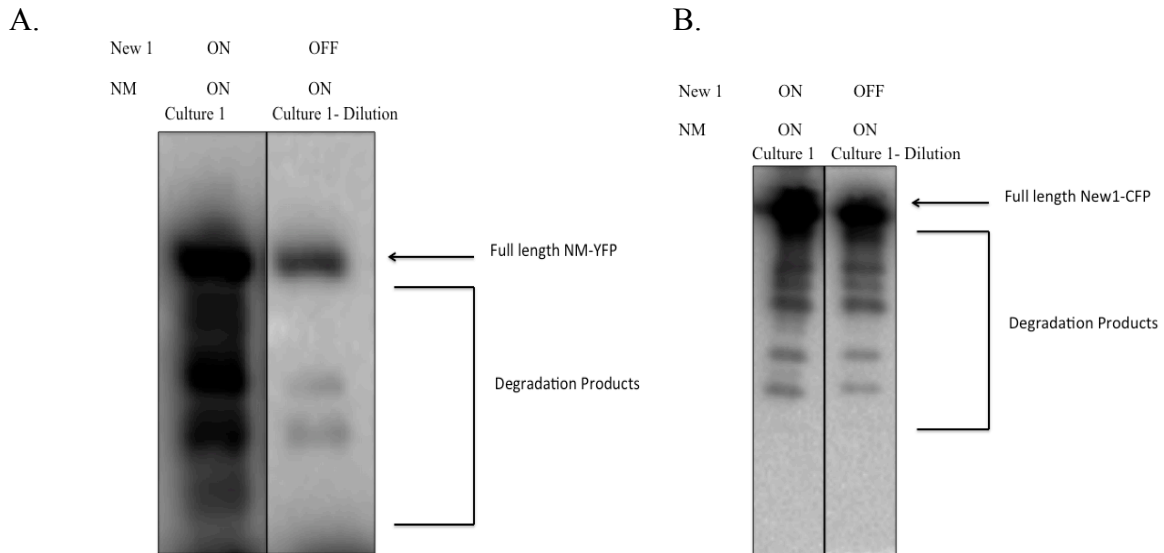 A.
New 1 ON OFF
NM ON ON
Culture 1 Culture 1- Dilution
Full length NM-YFP
Degradation Products
B.
New 1 ON OFF
NM ON ON
Culture 1 Culture 1- Dilution
Full length New1-CFP
Degradation Products